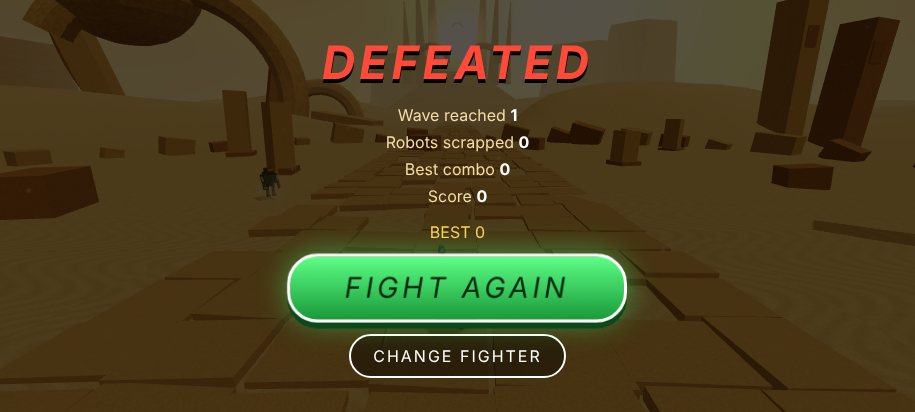 DEFEATED
Wave reached 1
Robots scrapped 0
Best combo 0
Score 0
BEST 0
FIGHT AGAIN
CHANGE FIGHTER